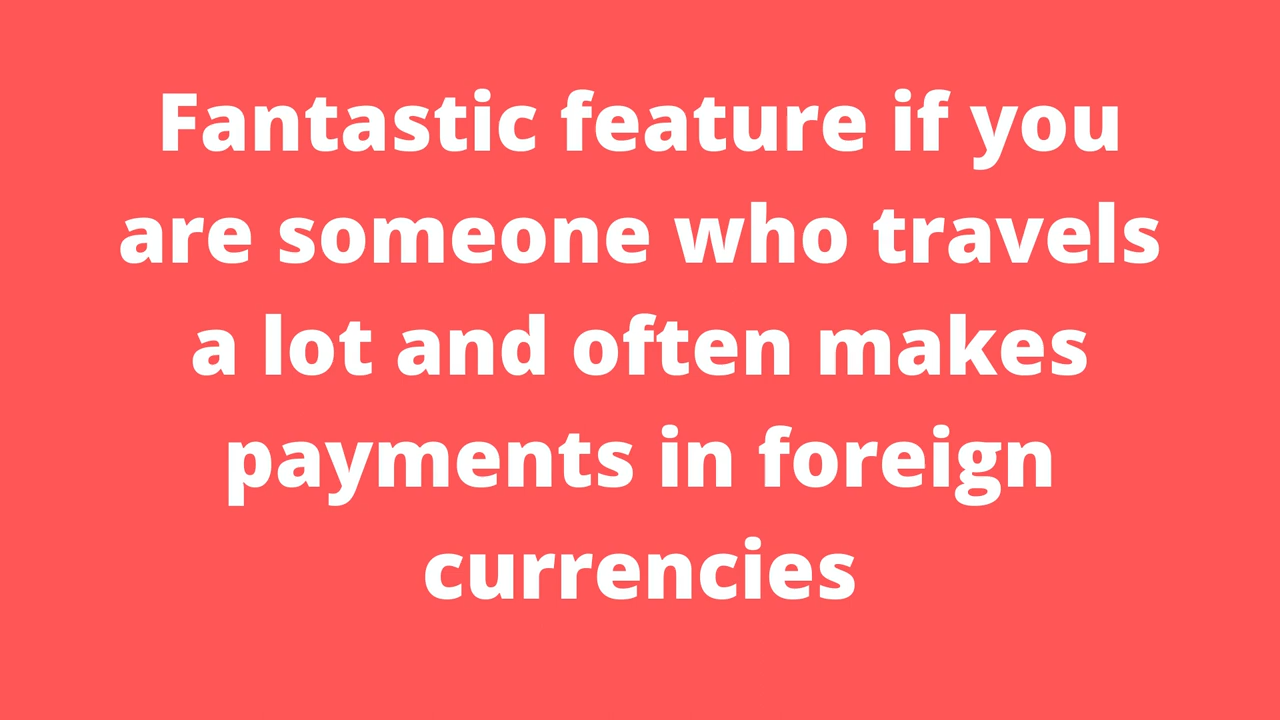 Fantastic feature if you
are someone who travels
a lot and often makes
payments in foreign
currencies